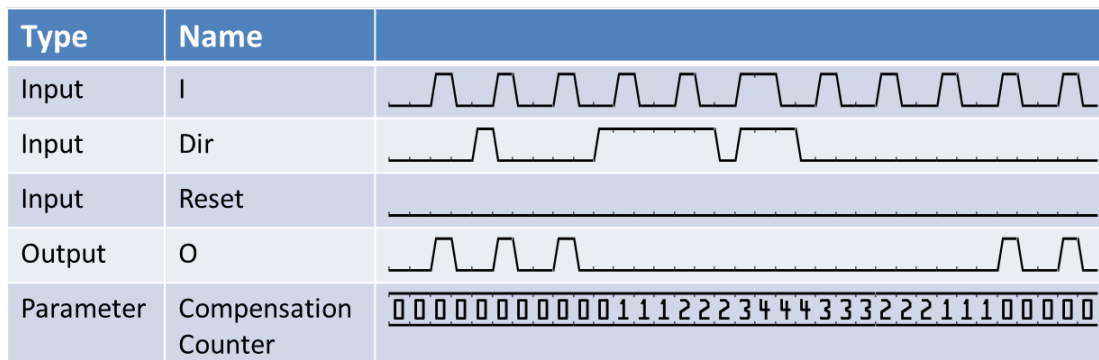 Type Name
Input I
Input Dir
Input Reset
Output O
Parameter Compensation Counter
0 0 0 0 0 0 0 0 0 0 0 1 1 1 2 2 2 3 4 4 4 3 3 3 2 2 2 1 1 1 0 0 0 0 0